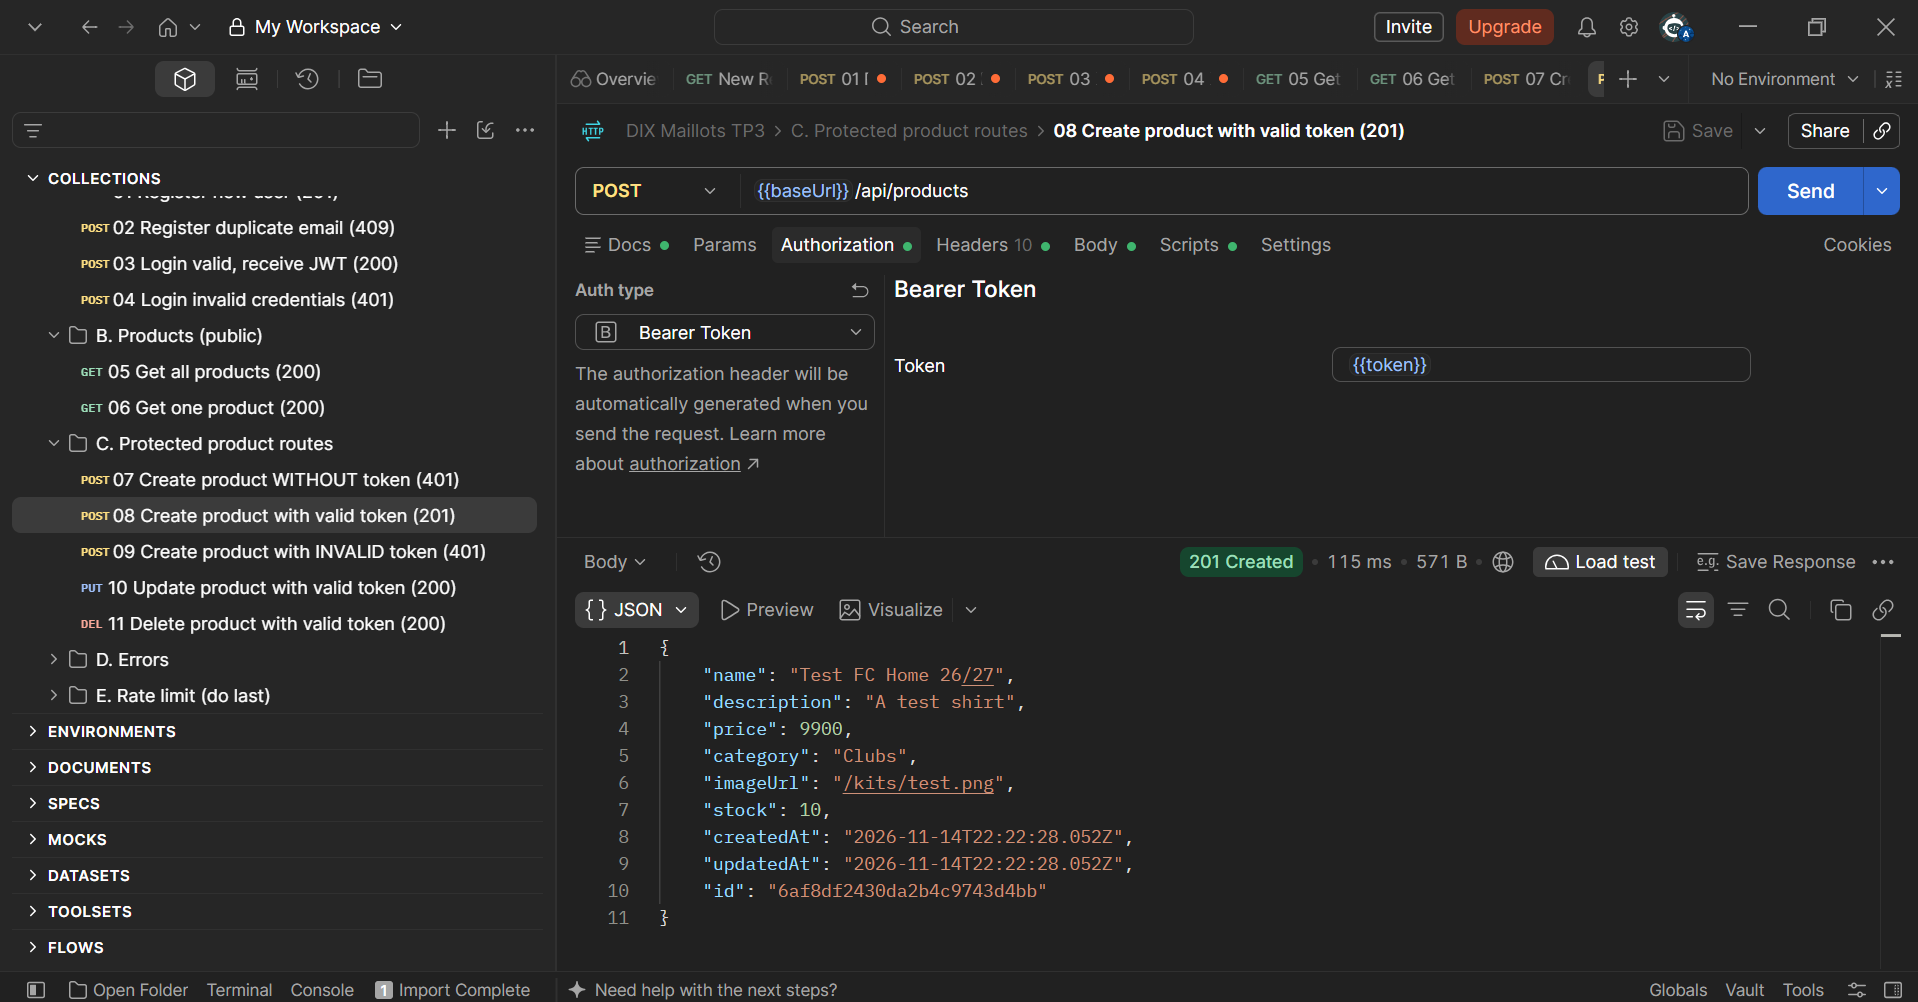 My Workspace
Search
Invite
Upgrade
Overvie
GET New R
POST 01
POST 02
POST 03
POST 04
GET 05 Get
GET 06 Get
POST 07 Cr
No Environment
DIX Maillots TP3 > C. Protected product routes > 08 Create product with valid token (201)
Save
Share
COLLECTIONS
POST 02 Register duplicate email (409)
POST 03 Login valid, receive JWT (200)
POST 04 Login invalid credentials (401)
B. Products (public)
GET 05 Get all products (200)
GET 06 Get one product (200)
C. Protected product routes
POST 07 Create product WITHOUT token (401)
POST 08 Create product with valid token (201)
POST 09 Create product with INVALID token (401)
PUT 10 Update product with valid token (200)
DEL 11 Delete product with valid token (200)
D. Errors
E. Rate limit (do last)
ENVIRONMENTS
DOCUMENTS
SPECS
MOCKS
DATASETS
TOOLSETS
FLOWS
HTTP
POST
{{baseUrl}} /api/products
Send
Docs
Params
Authorization
Headers 10
Body
Scripts
Settings
Cookies
Auth type
B Bearer Token
The authorization header will be
automatically generated when you
send the request. Learn more
about authorization ↗
Bearer Token
Token
{{token}}
Body
201 Created • 115 ms • 571 B
Load test
e.g. Save Response
{} JSON
Preview
Visualize
1 {
2 "name": "Test FC Home 26/27",
3 "description": "A test shirt",
4 "price": 9900,
5 "category": "Clubs",
6 "imageUrl": "/kits/test.png",
7 "stock": 10,
8 "createdAt": "2026-11-14T22:22:28.052Z",
9 "updatedAt": "2026-11-14T22:22:28.052Z",
10 "id": "6af8df2430da2b4c9743d4bb"
11 }
Open Folder
Terminal
Console
1 Import Complete
Need help with the next steps?
Globals
Vault
Tools